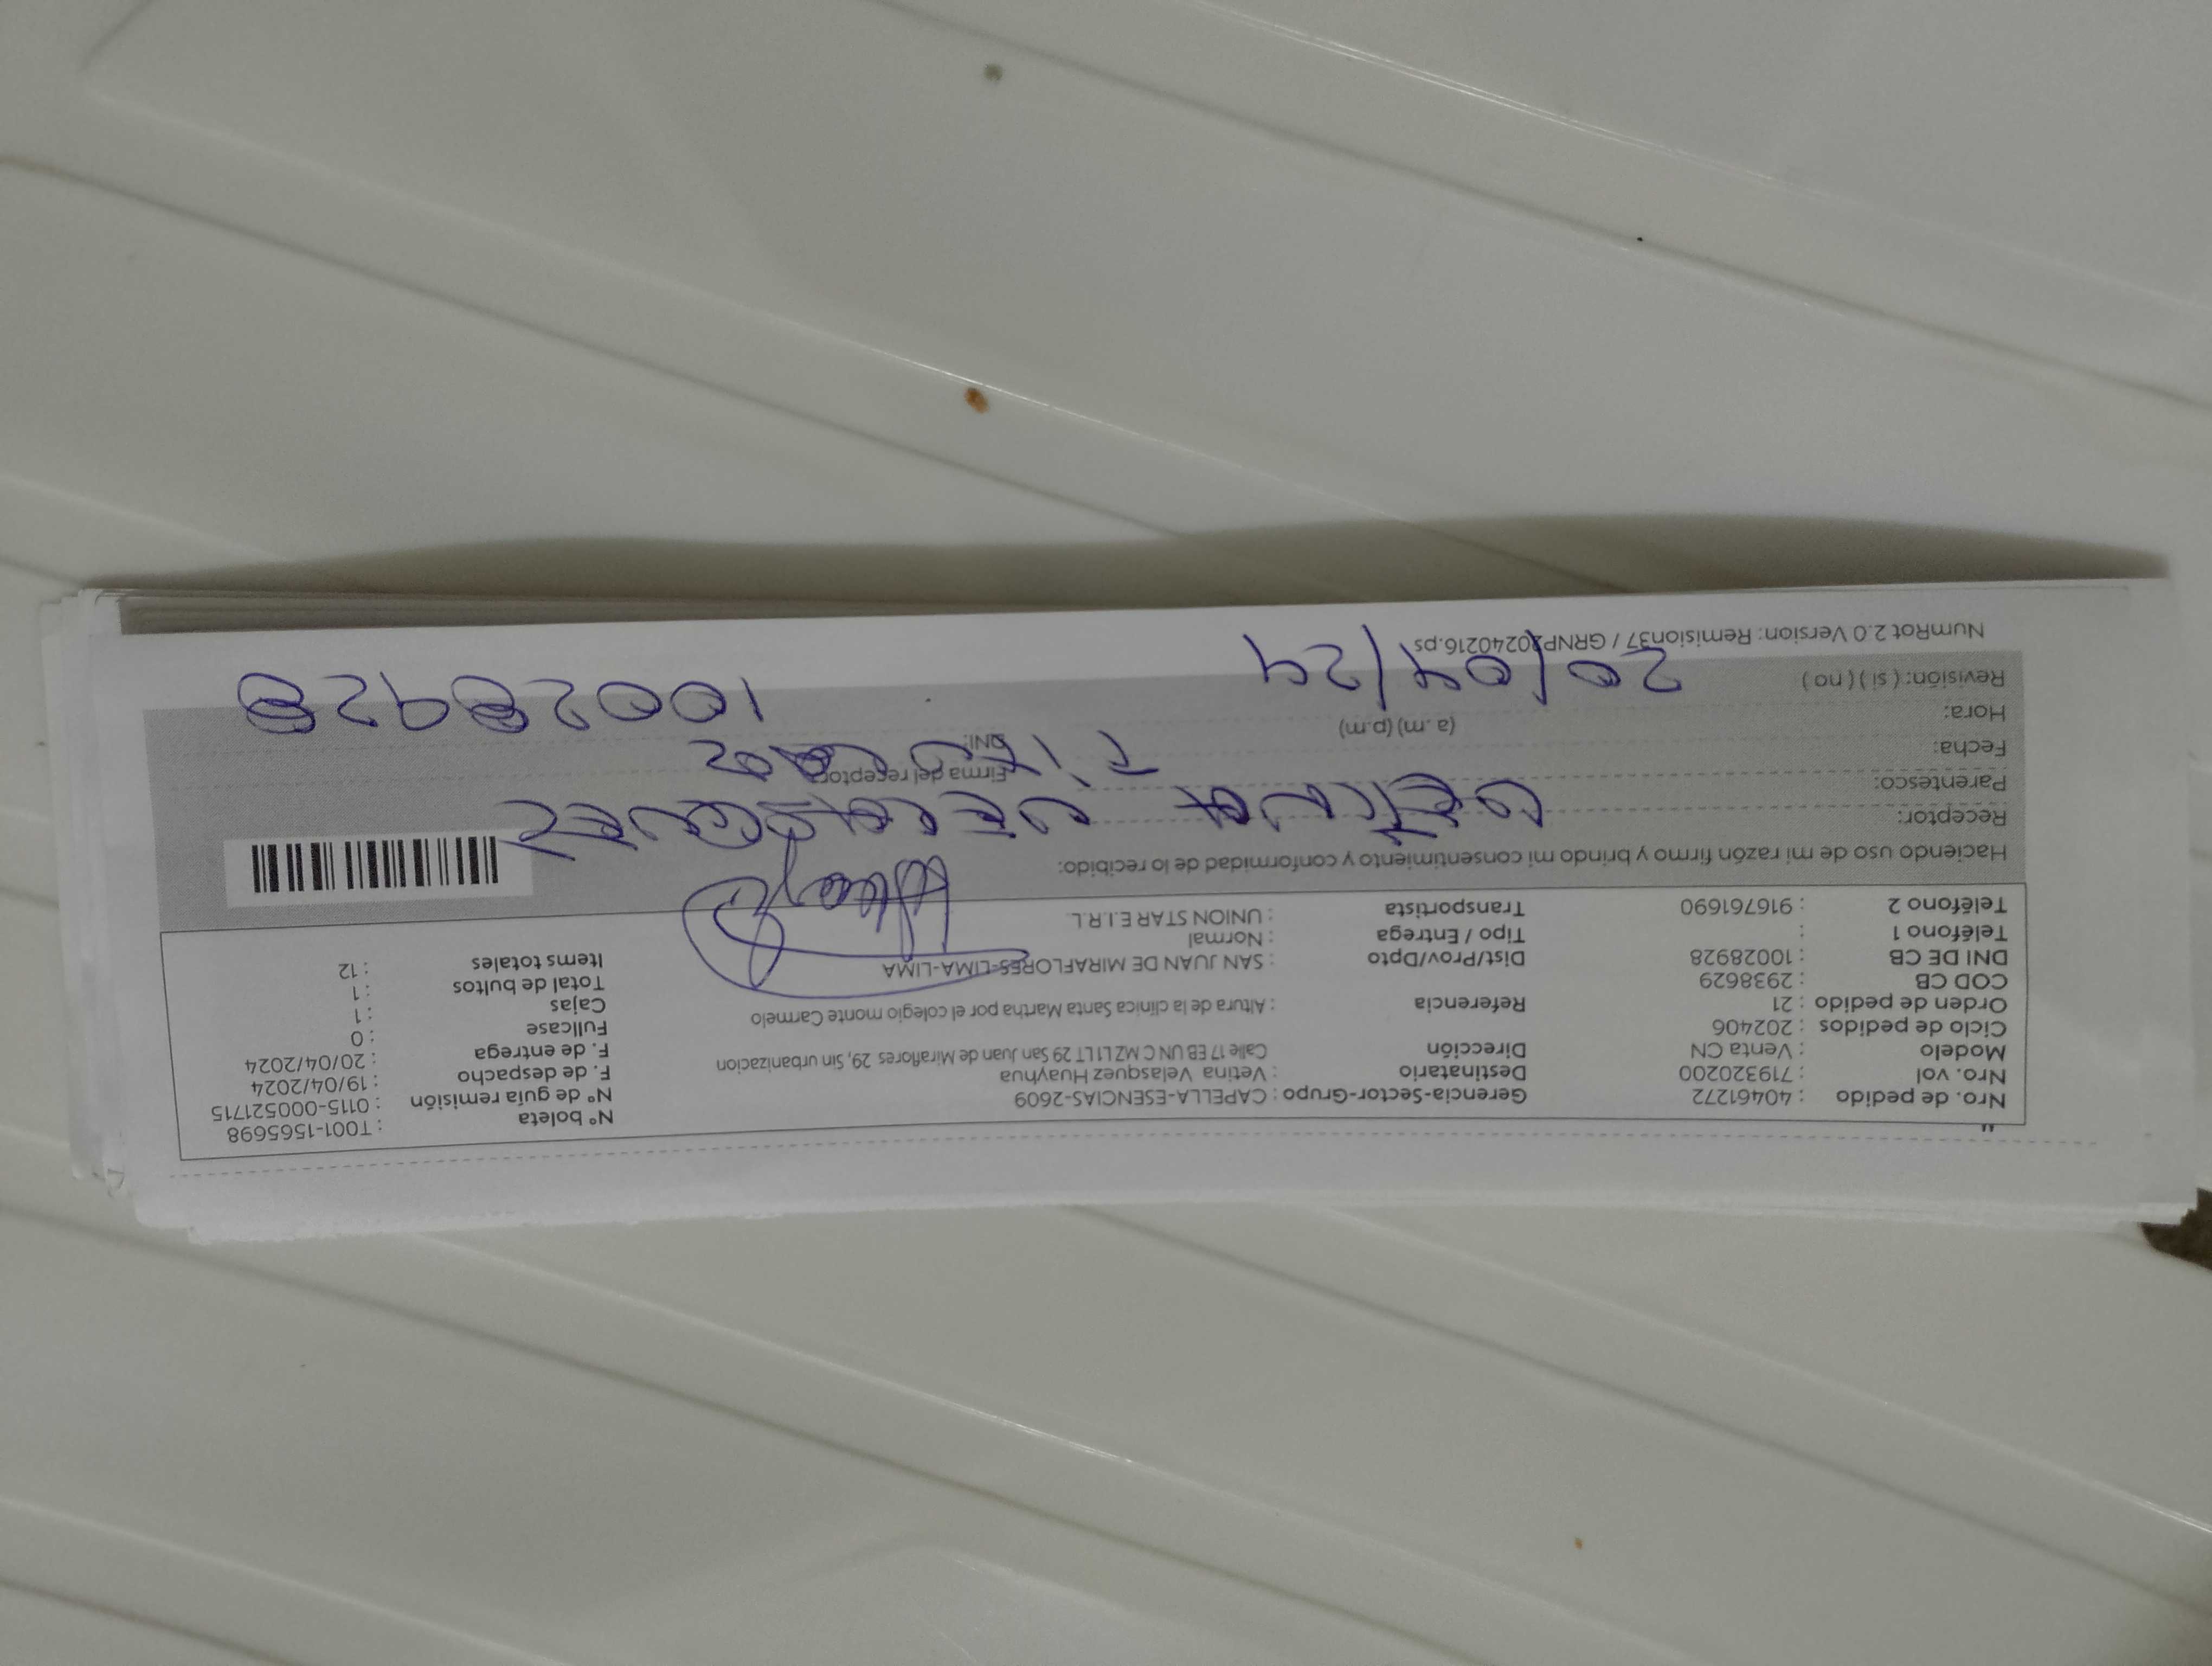 Nro. de pedido : 40461272
Nro. vol : 719320200
Modelo : Venta CN
Ciclo de pedidos : 202406
Orden de pedido : 21
COD CB : 2938629
DNI DE CB : 10028928
Teléfono 1 :
Teléfono 2 : 916761690
Gerencia-Sector-Grupo : CAPELLA-ESENCIAS-2609
Destinatario : Vetina Velasquez Huayhua
Dirección Calle 17 EB UN C MZ L1 LT 29 San Juan de Miraflores 29, Sin urbanizacion
Referencia : Altura de la clínica Santa Martha por el colegio monte Carmelo
Dist/Prov/Dpto : SAN JUAN DE MIRAFLORES-LIMA-LIMA
Tipo / Entrega : Normal
Transportista : UNION STAR E.I.R.L.
Nº boleta : T001-1565698
Nº de guía remisión : 0115-000521715
F. de despacho : 19/04/2024
F. de entrega : 20/04/2024
Fullcase : 0
Cajas : 1
Total de bultos : 1
Items totales : 12
Haciendo uso de mi razón firmo y brindo mi consentimiento y conformidad de lo recibido:
Receptor:
Parentesco:
Firma del receptor
Fecha:
DNI:
Hora: (a. m) (p.m)
10028928
Revisión: ( si ) ( no )
20/04/24
NumRot 2.0 Version: Remision37 / GRNP20240216.ps